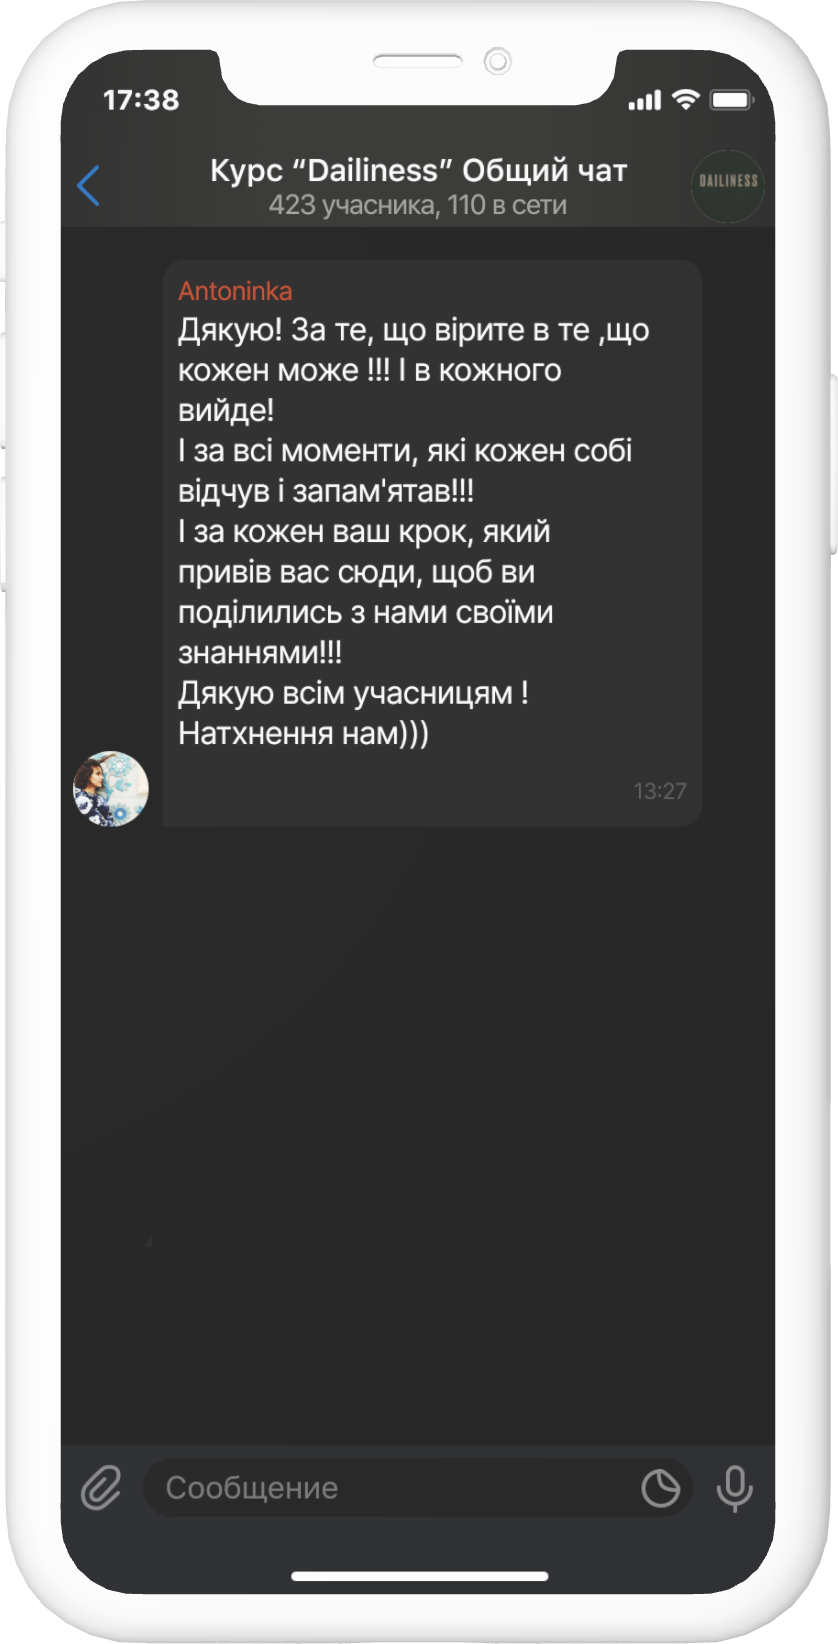 17:38
Курс “Dailiness” Общий чат
423 учасника, 110 в сети
DAILINESS
Antoninka
Дякую! За те, що вірите в те ,що
кожен може !!! І в кожного
вийде!
І за всі моменти, які кожен собі
відчув і запам'ятав!!!
І за кожен ваш крок, який
привів вас сюди, щоб ви
поділились з нами своїми
знаннями!!!
Дякую всім учасницям !
Натхнення нам)))
13:27
Сообщение